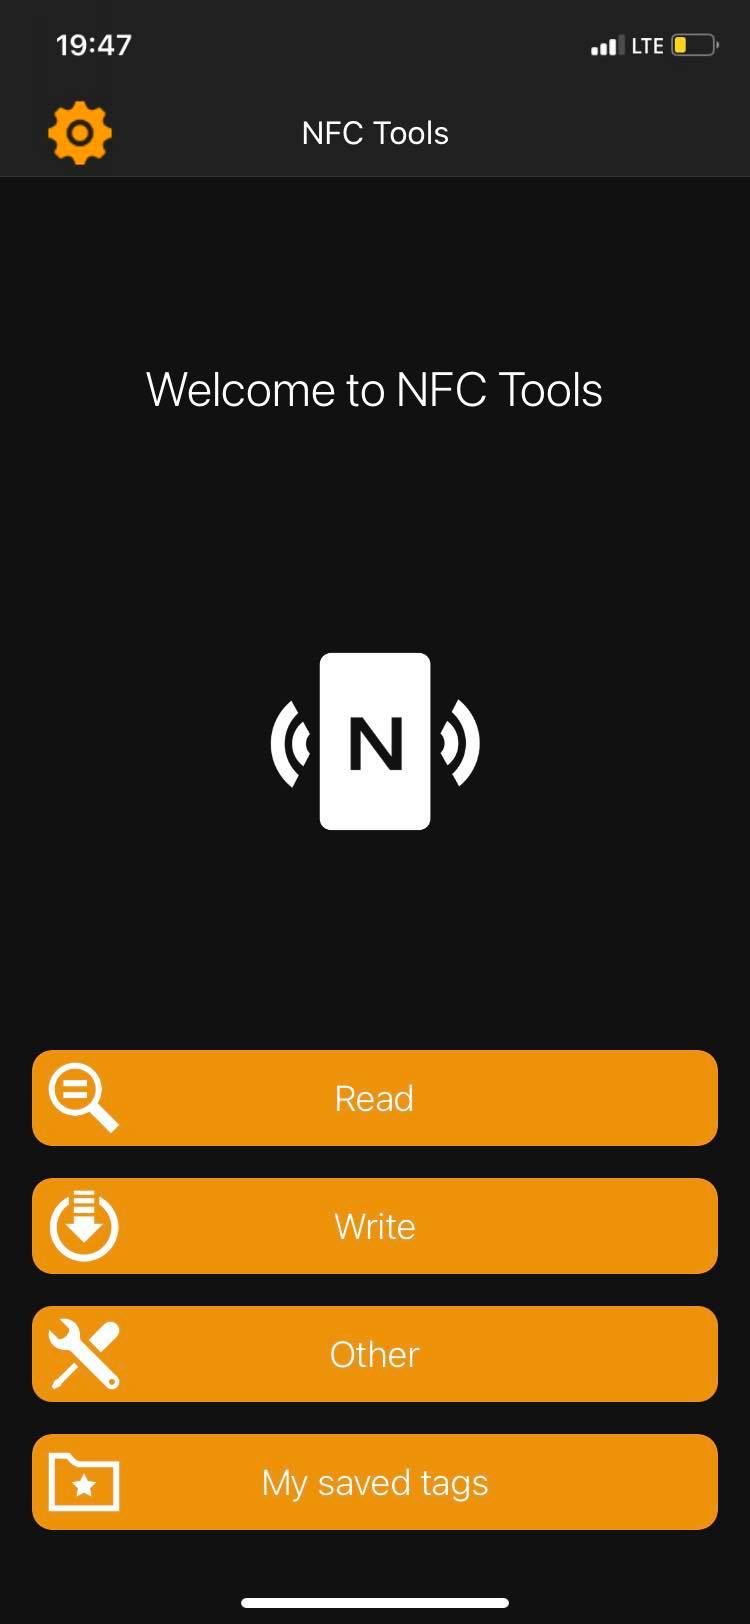 19:47
LTE
NFC Tools
Welcome to NFC Tools
N
Read
Write
Other
My saved tags